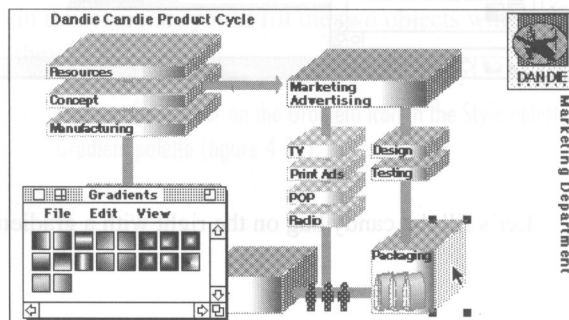 Dandie Candie Product Cycle
Resources
Concept
Manufacturing
Marketing
Advertising
TV
Print Ads
POP
Radio
Design
Testing
Packaging
Gradients
File Edit View
DANDIE
Marketing Department